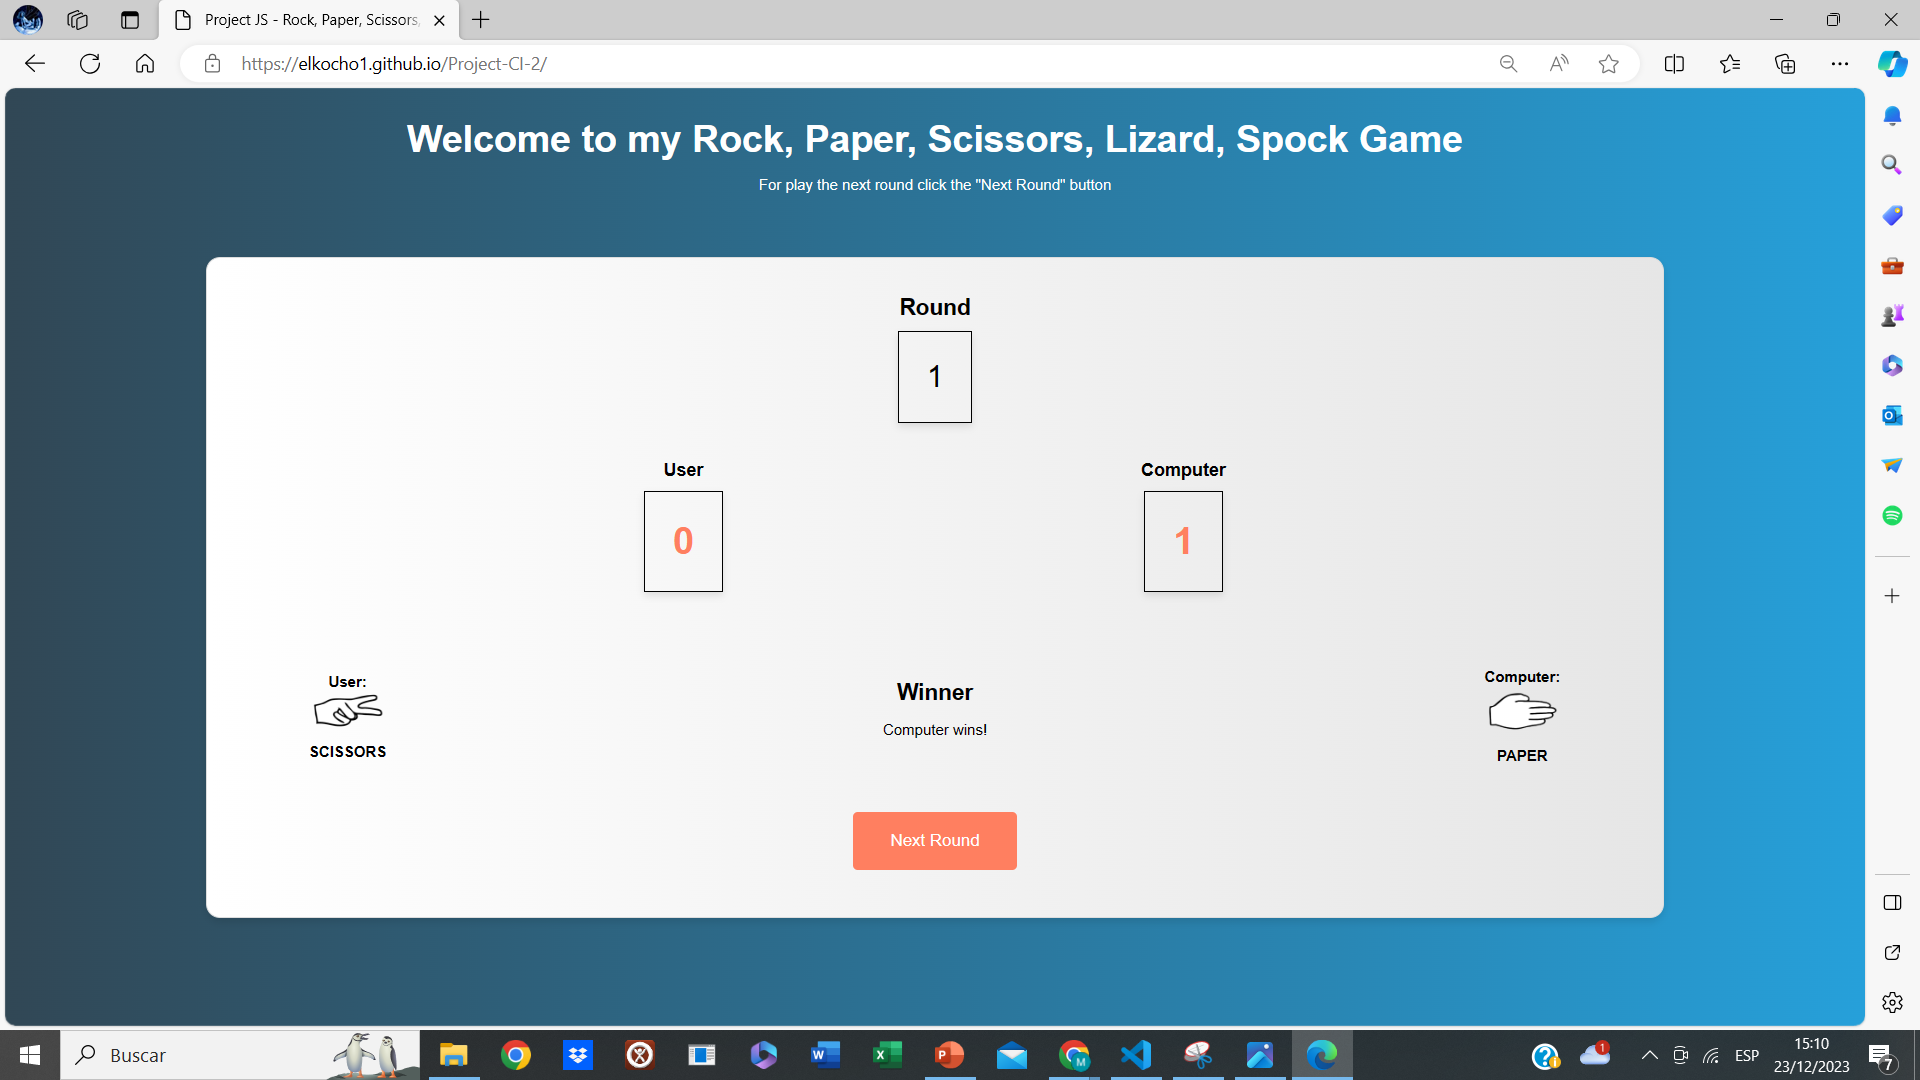 Project JS - Rock, Paper, Scissors,
https://elkocho1.github.io/Project-CI-2/
Welcome to my Rock, Paper, Scissors, Lizard, Spock Game
For play the next round click the "Next Round" button
Round
1
User
Computer
0
1
User:
SCISSORS
Winner
Computer wins!
Computer:
PAPER
Next Round
Buscar
1
ESP
15:10
23/12/2023
7